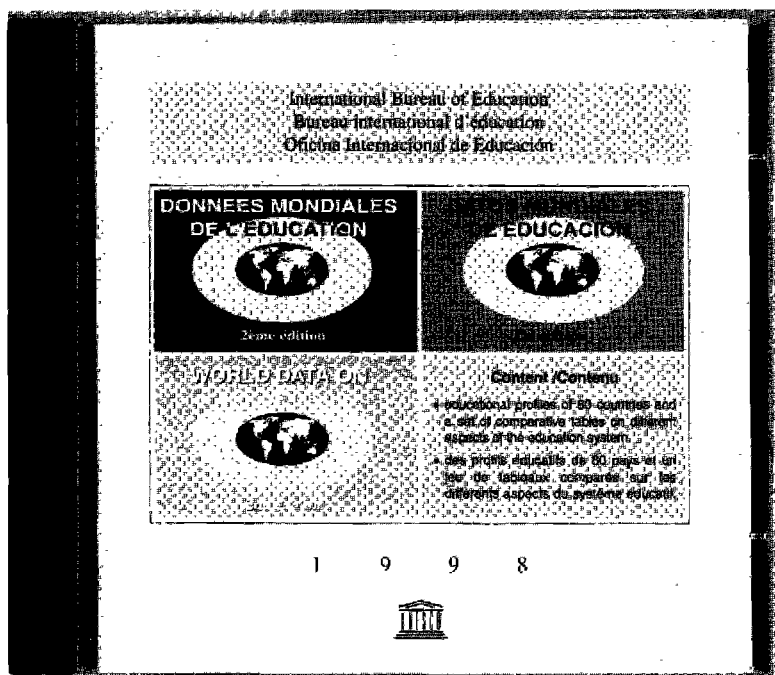 International Bureau of Education
Bureau international d'éducation
Oficina Internacional de Educación
DONNEES MONDIALES
DE L'EDUCATION
2ème édition
DE EDUCACION
WORLD DATA ON
Content /Contenu
• educational profiles of 50 countries and
a set of comparative tables on different
aspects of the education system.
• des profils éducatifs de 50 pays et un
jeu de tableaux comparés sur les
différents aspects du système éducatif.
1 9 9 8